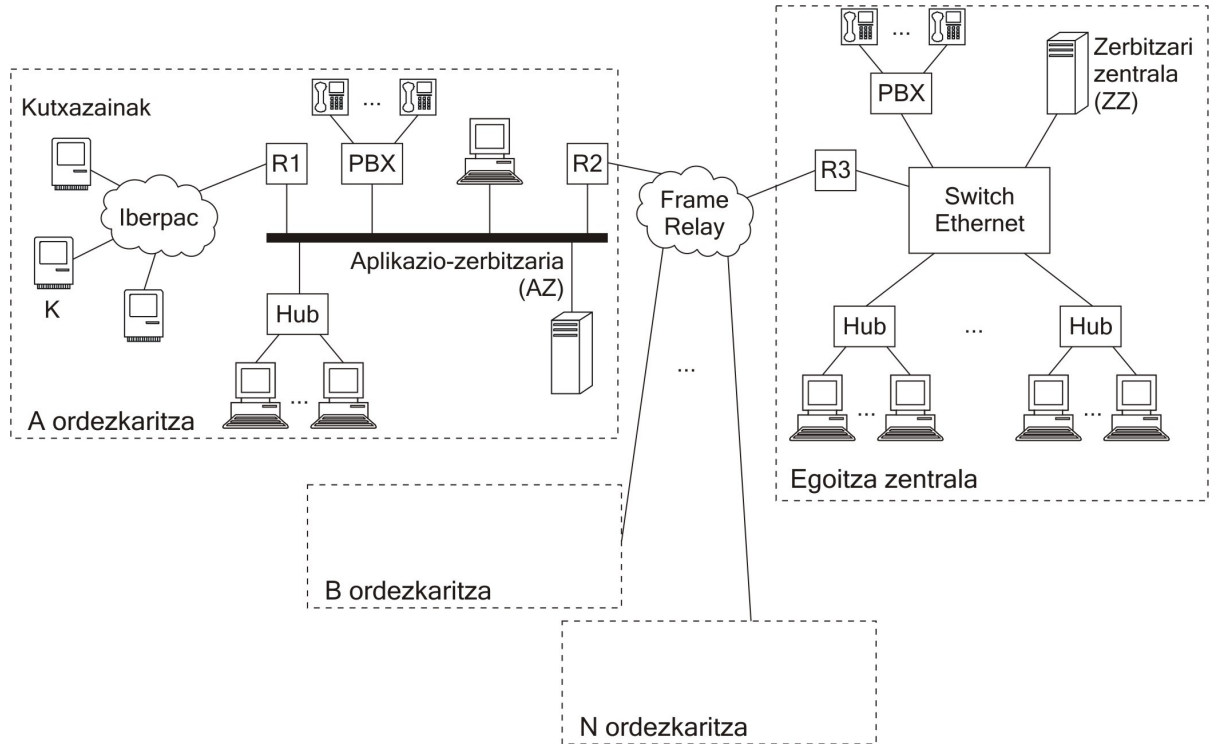 Kutxazainak
Iberpac
K
R1
...
PBX
R2
Aplikazio-zerbitzaria
(AZ)
Hub
...
A ordezkaritza
Frame
Relay
...
B ordezkaritza
N ordezkaritza
...
PBX
Zerbitzari
zentrala
(ZZ)
R3
Switch
Ethernet
Hub
...
Hub
...
...
Egoitza zentrala